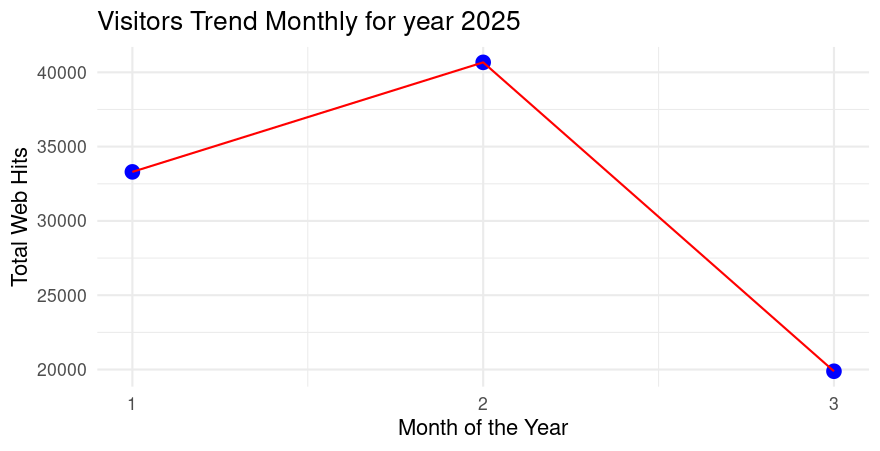 Visitors Trend Monthly for year 2025
Total Web Hits
40000
35000
30000
25000
20000
1 2 3
Month of the Year